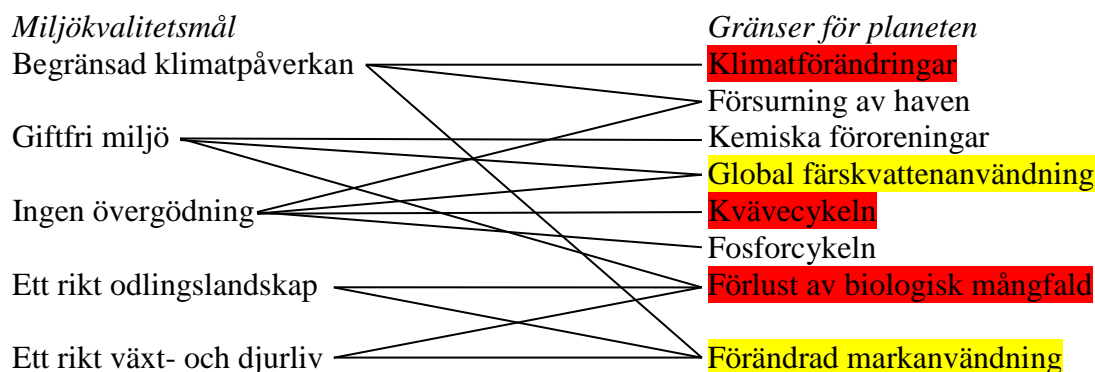 Miljökvalitetsmål
Gränser för planeten
Begränsad klimatpåverkan
Klimatförändringar
Försurning av haven
Giftfri miljö
Kemiska föroreningar
Global färskvattenanvändning
Ingen övergödning
Kvävecykeln
Fosforcykeln
Ett rikt odlingslandskap
Förlust av biologisk mångfald
Ett rikt växt- och djurliv
Förändrad markanvändning